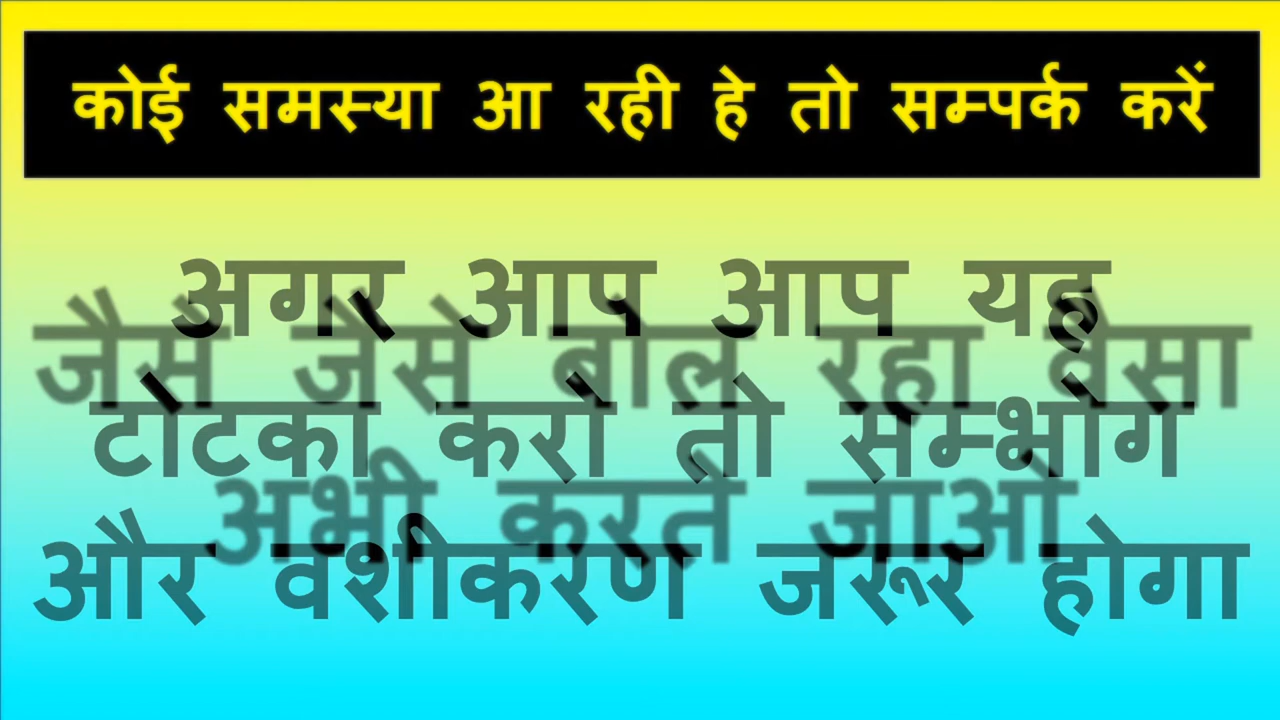 कोई समस्या आ रही हे तो सम्पर्क करें
अगर आप आप यह
जैसे जैसे बोल रहा वैसा
टोटका करो तो सम्भोग
अभी करते जाओ
और वशीकरण जरूर होगा